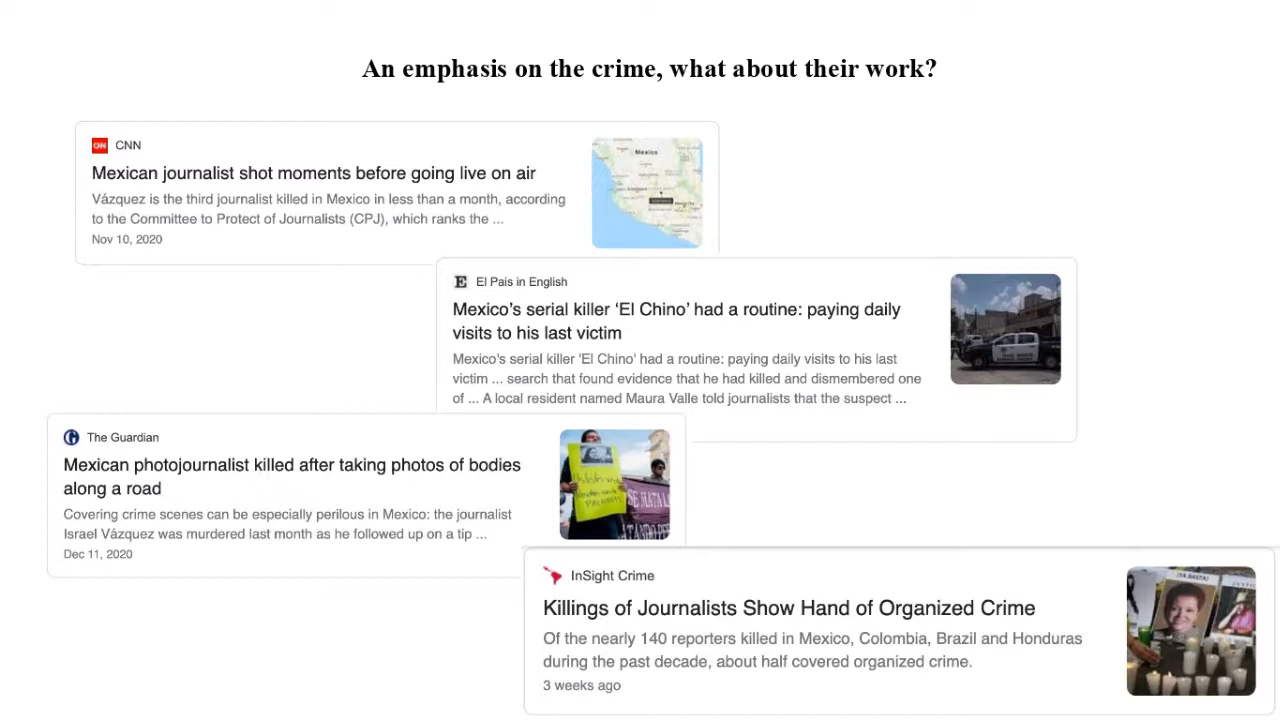 An emphasis on the crime, what about their work?
CNN
Mexican journalist shot moments before going live on air
Vázquez is the third journalist killed in Mexico in less than a month, according
to the Committee to Protect of Journalists (CPJ), which ranks the ...
Nov 10, 2020
Mexico
El Pais in English
Mexico’s serial killer ‘El Chino’ had a routine: paying daily
visits to his last victim
Mexico's serial killer 'El Chino' had a routine: paying daily visits to his last
victim ... search that found evidence that he had killed and dismembered one
of ... A local resident named Maura Valle told journalists that the suspect ...
The Guardian
Mexican photojournalist killed after taking photos of bodies
along a road
Covering crime scenes can be especially perilous in Mexico: the journalist
Israel Vázquez was murdered last month as he followed up on a tip ...
Dec 11, 2020
SE MATA LA
InSight Crime
Killings of Journalists Show Hand of Organized Crime
Of the nearly 140 reporters killed in Mexico, Colombia, Brazil and Honduras
during the past decade, about half covered organized crime.
3 weeks ago
¡YA BASTA!